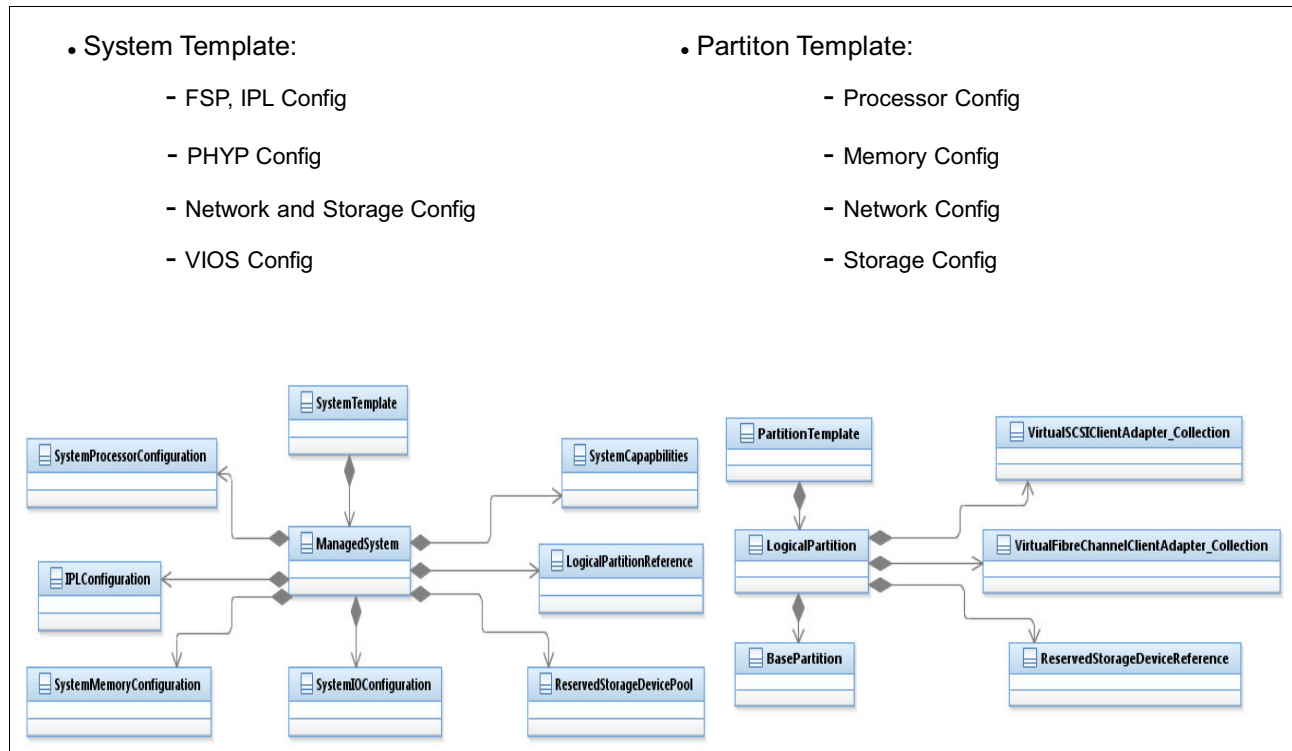 • System Template:
- FSP, IPL Config
- PHYP Config
- Network and Storage Config
- VIOS Config
• Partiton Template:
- Processor Config
- Memory Config
- Network Config
- Storage Config
SystemTemplate
SystemProcessorConfiguration
SystemCapapbilities
ManagedSystem
LogicalPartitionReference
IPLConfiguration
SystemMemoryConfiguration
SystemIOConfiguration
ReservedStorageDevicePool
PartitionTemplate
VirtualSCSIClientAdapter_Collection
LogicalPartition
VirtualFibreChannelClientAdapter_Collection
BasePartition
ReservedStorageDeviceReference